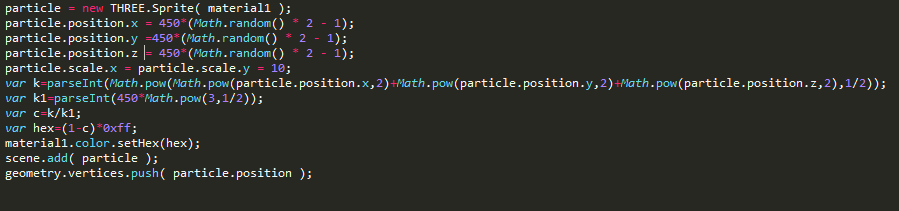 particle = new THREE.Sprite( material1 );
particle.position.x = 450*(Math.random() * 2 - 1);
particle.position.y =450*(Math.random() * 2 - 1);
particle.position.z = 450*(Math.random() * 2 - 1);
particle.scale.x = particle.scale.y = 10;
var k=parseInt(Math.pow(Math.pow(particle.position.x,2)+Math.pow(particle.position.y,2)+Math.pow(particle.position.z,2),1/2));
var k1=parseInt(450*Math.pow(3,1/2));
var c=k/k1;
var hex=(1-c)*0xff;
material1.color.setHex(hex);
scene.add( particle );
geometry.vertices.push( particle.position );